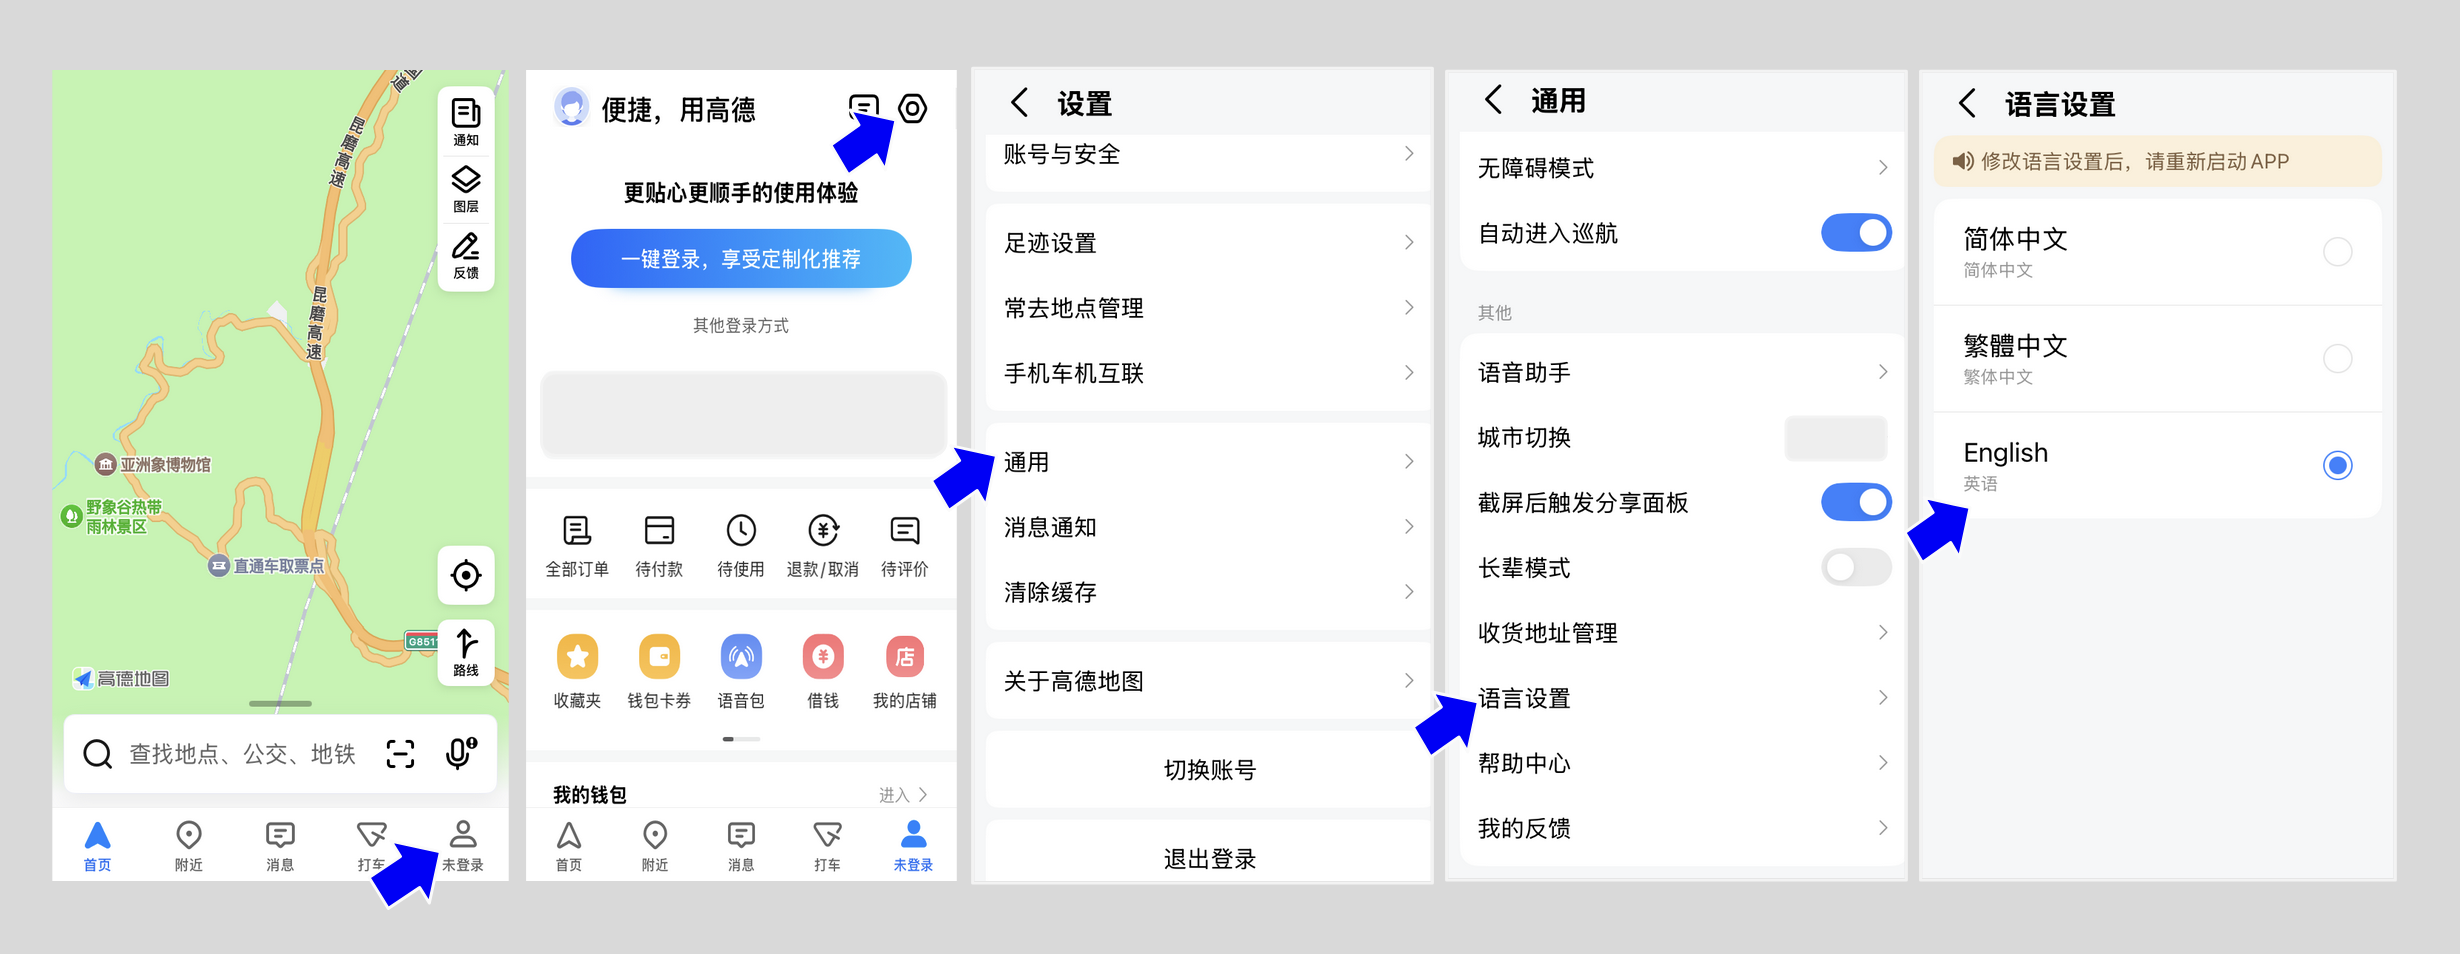 阿
道
昆磨高速
昆磨高速
通知
图层
反馈
亚洲象博物馆
野象谷热带
雨林景区
直通车取票点
G851
路线
高德地图
查找地点、公交、地铁
首页
附近
消息
打车
未登录
便捷，用高德
更贴心更顺手的使用体验
一键登录，享受定制化推荐
其他登录方式
全部订单
待付款
待使用
退款/取消
待评价
收藏夹
钱包卡券
语音包
借钱
店
我的店铺
我的钱包
进入
首页
附近
消息
打车
未登录
设置
账号与安全
足迹设置
常去地点管理
手机车机互联
通用
消息通知
清除缓存
关于高德地图
切换账号
退出登录
通用
无障碍模式
自动进入巡航
其他
语音助手
城市切换
截屏后触发分享面板
长辈模式
收货地址管理
语言设置
帮助中心
我的反馈
语言设置
修改语言设置后，请重新启动APP
简体中文
简体中文
繁體中文
繁体中文
English
英语